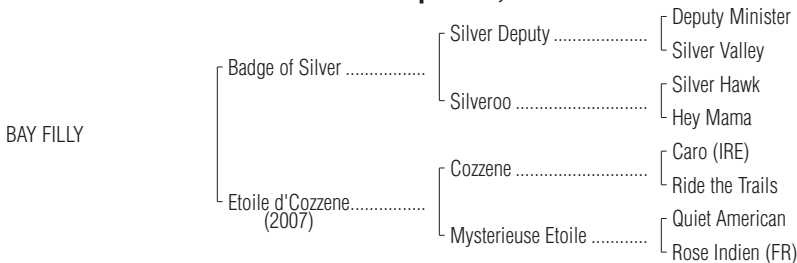 Deputy Minister
Silver Deputy ....................
Silver Valley
Badge of Silver .................
Silver Hawk
Silveroo ............................
Hey Mama
BAY FILLY
Caro (IRE)
Cozzene ............................
Ride the Trails
Etoile d'Cozzene................
(2007)
Quiet American
Mysterieuse Etoile ............
Rose Indien (FR)